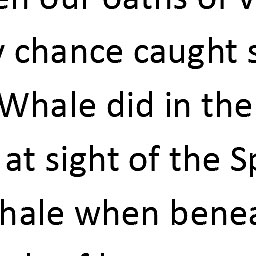 en our oaths of v
y chance caught s
Whale did in the
at sight of the Sp
hale when benea